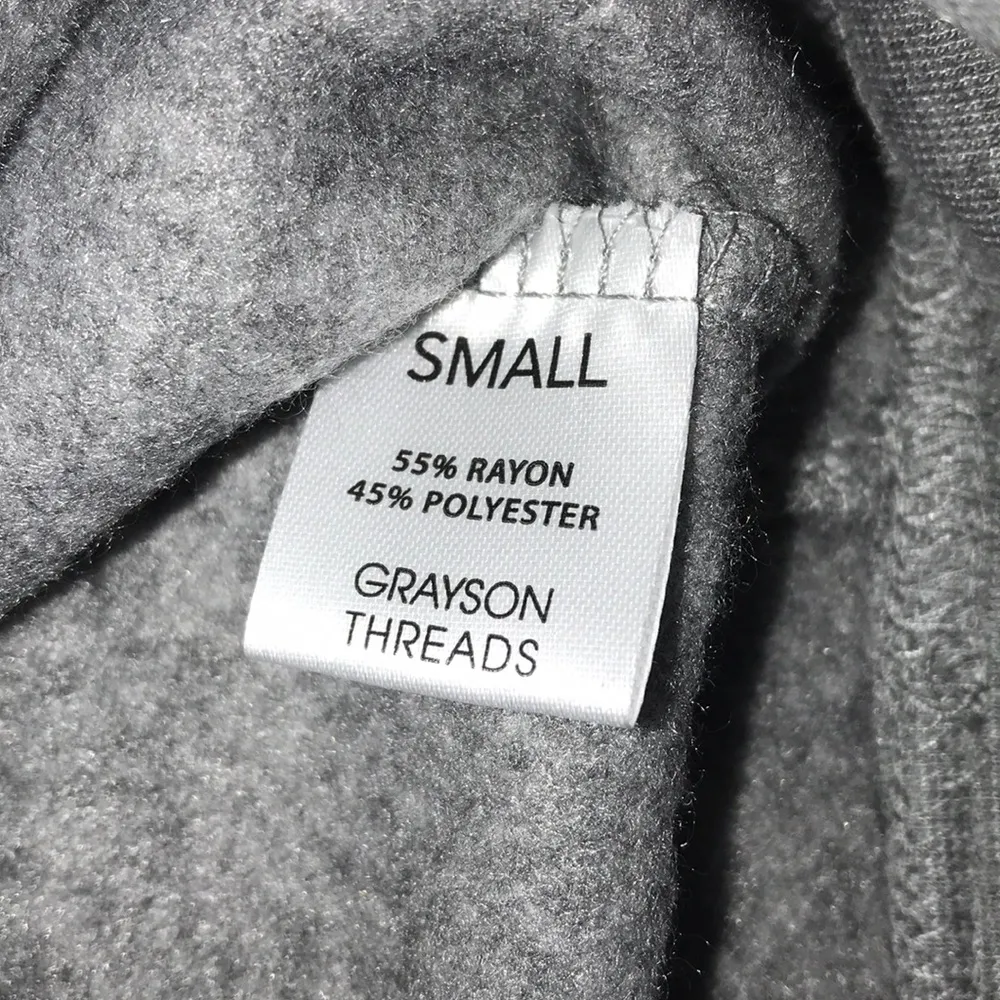 SMALL
55% RAYON
45% POLYESTER
GRAYSON
THREADS